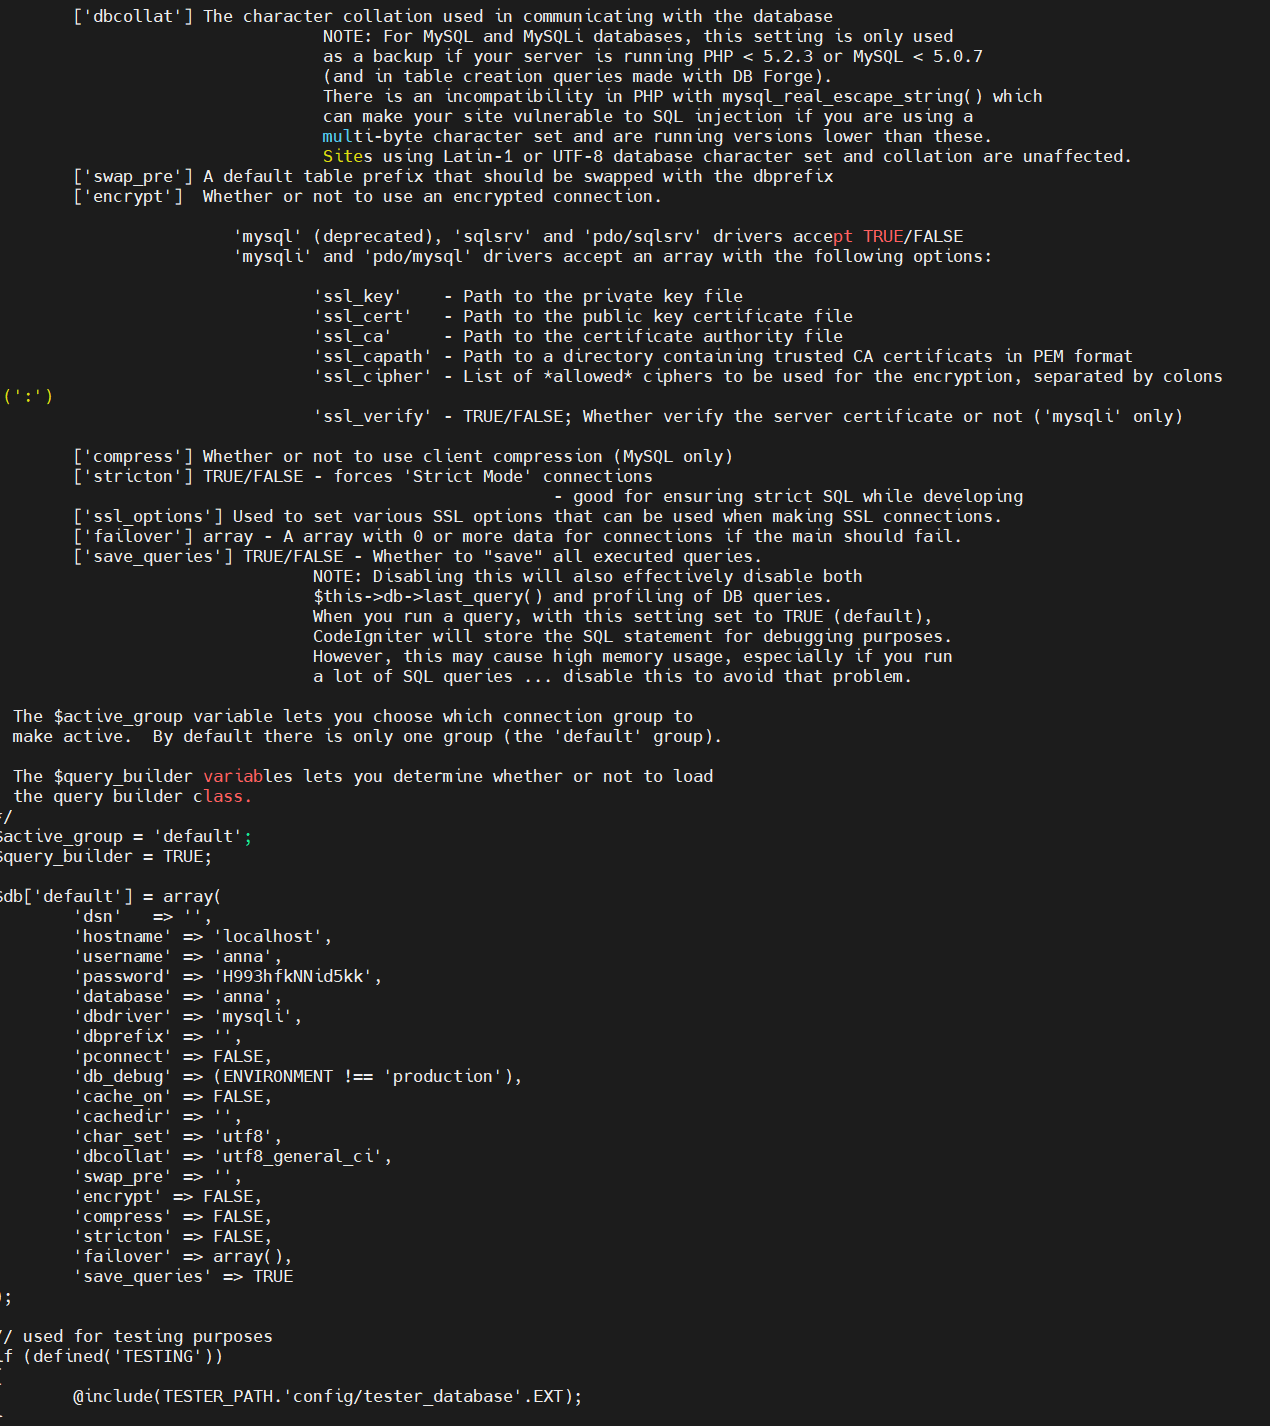 ['dbcollat'] The character collation used in communicating with the database
NOTE: For MySQL and MySQLi databases, this setting is only used
as a backup if your server is running PHP < 5.2.3 or MySQL < 5.0.7
(and in table creation queries made with DB Forge).
There is an incompatibility in PHP with mysql_real_escape_string() which
can make your site vulnerable to SQL injection if you are using a
multi-byte character set and are running versions lower than these.
Sites using Latin-1 or UTF-8 database character set and collation are unaffected.
['swap_pre'] A default table prefix that should be swapped with the dbprefix
['encrypt']  Whether or not to use an encrypted connection.
'mysql' (deprecated), 'sqlsrv' and 'pdo/sqlsrv' drivers accept TRUE/FALSE
'mysqli' and 'pdo/mysql' drivers accept an array with the following options:
'ssl_key'    - Path to the private key file
'ssl_cert'   - Path to the public key certificate file
'ssl_ca'     - Path to the certificate authority file
'ssl_capath' - Path to a directory containing trusted CA certificats in PEM format
'ssl_cipher' - List of *allowed* ciphers to be used for the encryption, separated by colons
(':')
'ssl_verify' - TRUE/FALSE; Whether verify the server certificate or not ('mysqli' only)
['compress'] Whether or not to use client compression (MySQL only)
['stricton'] TRUE/FALSE - forces 'Strict Mode' connections
- good for ensuring strict SQL while developing
['ssl_options'] Used to set various SSL options that can be used when making SSL connections.
['failover'] array - A array with 0 or more data for connections if the main should fail.
['save_queries'] TRUE/FALSE - Whether to "save" all executed queries.
NOTE: Disabling this will also effectively disable both
$this->db->last_query() and profiling of DB queries.
When you run a query, with this setting set to TRUE (default),
CodeIgniter will store the SQL statement for debugging purposes.
However, this may cause high memory usage, especially if you run
a lot of SQL queries ... disable this to avoid that problem.
The $active_group variable lets you choose which connection group to
make active.  By default there is only one group (the 'default' group).
The $query_builder variables lets you determine whether or not to load
the query builder class.
*/
$active_group = 'default';
$query_builder = TRUE;
$db['default'] = array(
'dsn'   => '',
'hostname' => 'localhost',
'username' => 'anna',
'password' => 'H993hfkNNid5kk',
'database' => 'anna',
'dbdriver' => 'mysqli',
'dbprefix' => '',
'pconnect' => FALSE,
'db_debug' => (ENVIRONMENT !== 'production'),
'cache_on' => FALSE,
'cachedir' => '',
'char_set' => 'utf8',
'dbcollat' => 'utf8_general_ci',
'swap_pre' => '',
'encrypt' => FALSE,
'compress' => FALSE,
'stricton' => FALSE,
'failover' => array(),
'save_queries' => TRUE
);
// used for testing purposes
if (defined('TESTING'))
{
@include(TESTER_PATH.'config/tester_database'.EXT);